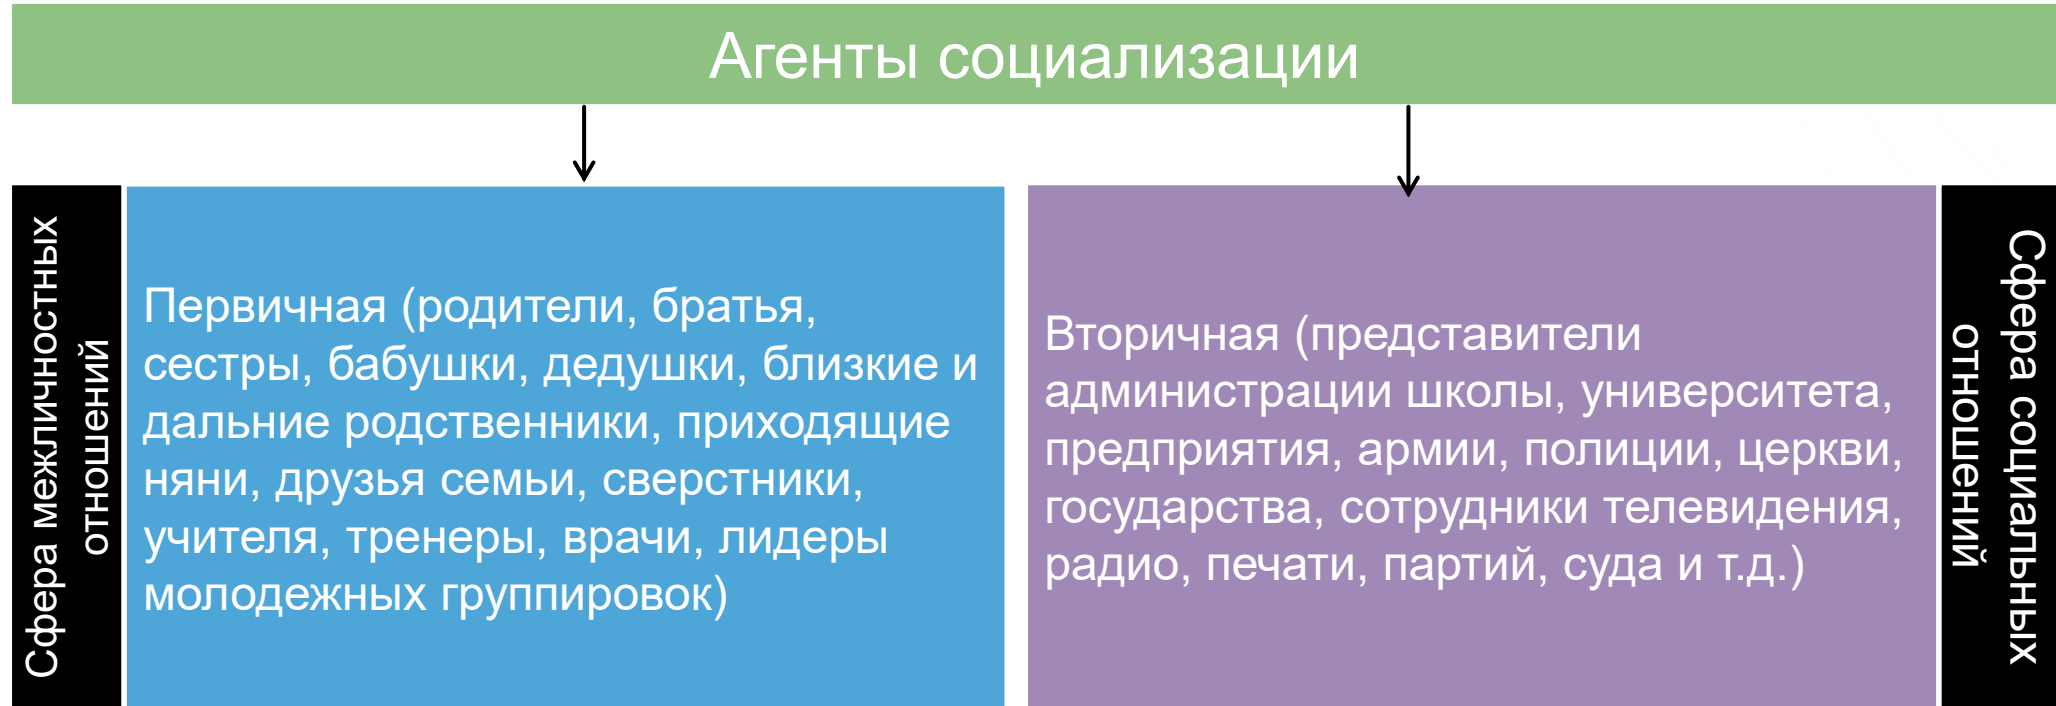 Агенты социализации
Сфера межличностных
отношений
Первичная (родители, братья,
сестры, бабушки, дедушки, близкие и
дальние родственники, приходящие
няни, друзья семьи, сверстники,
учителя, тренеры, врачи, лидеры
молодежных группировок)
Вторичная (представители
администрации школы, университета,
предприятия, армии, полиции, церкви,
государства, сотрудники телевидения,
радио, печати, партий, суда и т.д.)
Сфера социальных
отношений